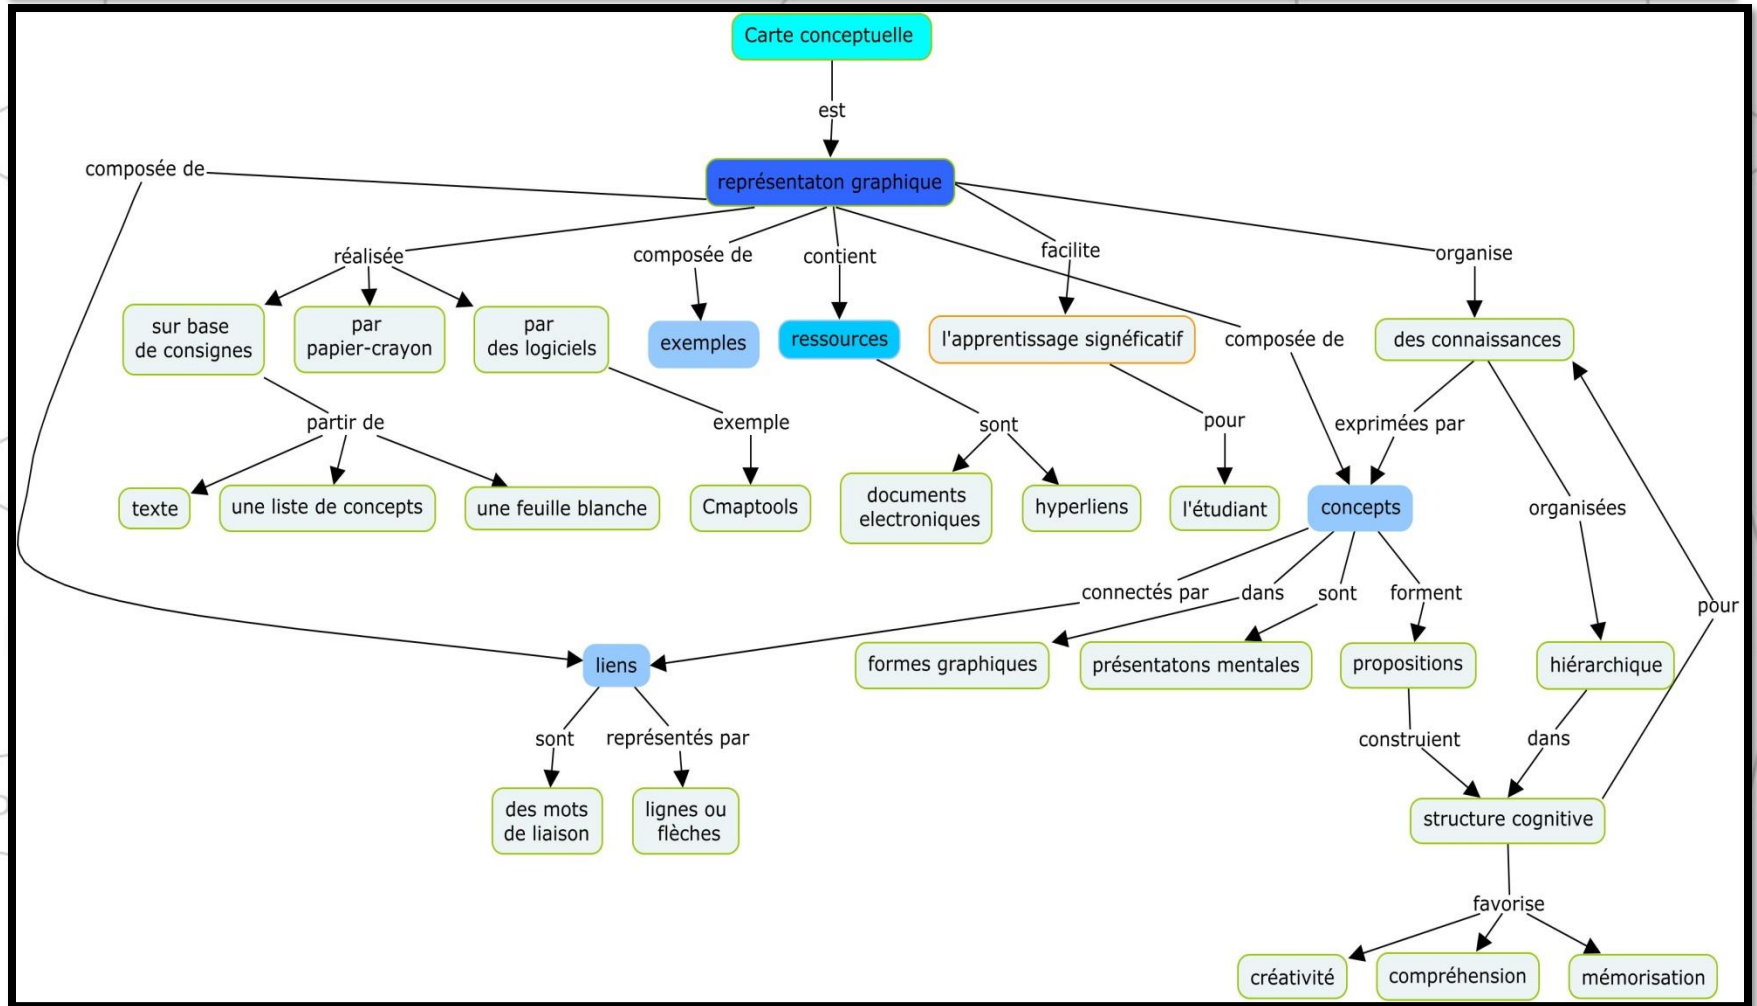 Carte conceptuelle
est
composée de
représentaton graphique
réalisée
composée de
contient
facilite
organise
sur base
de consignes
par
papier-crayon
par
des logiciels
exemples
ressources
l'apprentissage signéficatif
composée de
des connaissances
partir de
exemple
sont
pour
exprimées par
texte
une liste de concepts
une feuille blanche
Cmaptools
documents
electroniques
hyperliens
l'étudiant
concepts
organisées
connectés par
dans
sont
forment
pour
liens
formes graphiques
présentatons mentales
propositions
hiérarchique
sont
représentés par
construient
dans
des mots
de liaison
lignes ou
flèches
structure cognitive
favorise
créativité
compréhension
mémorisation